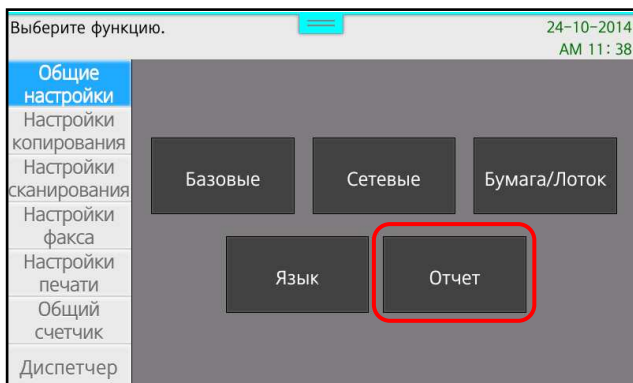 Выберите функцию.
24-10-2014
AM 11: 38
Общие
настройки
Настройки
копирования
Настройки
сканирования
Настройки
факса
Настройки
печати
Общий
счетчик
Диспетчер
Базовые
Сетевые
Бумага/Лоток
Язык
Отчет